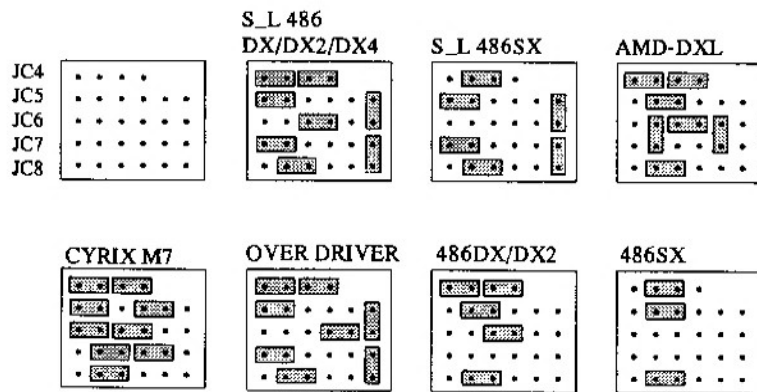 S_L 486
DX/DX2/DX4
S_L 486SX
AMD-DXL
JC4
JC5
JC6
JC7
JC8
CYRIX M7
OVER DRIVER
486DX/DX2
486SX